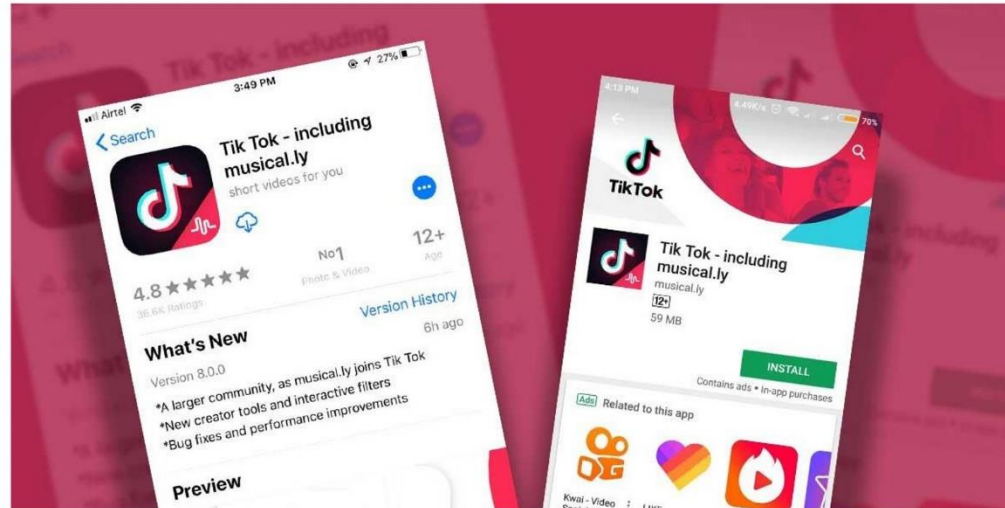 Airtel
3:49 PM
27%
Search
Tik Tok - including
musical.ly
short videos for you
4.8
36.6K Ratings
No1
Photo & Video
12+
Age
What's New
Version History
Version 8.0.0
6h ago
*A larger community, as musical.ly joins Tik Tok
*New creator tools and interactive filters
*Bug fixes and performance improvements
Preview
4:13 PM
4.49K/s
70%
TikTok
Tik Tok - including
musical.ly
musical.ly
12+
59 MB
INSTALL
Contains ads • In-app purchases
Ads Related to this app
Kwai - Video